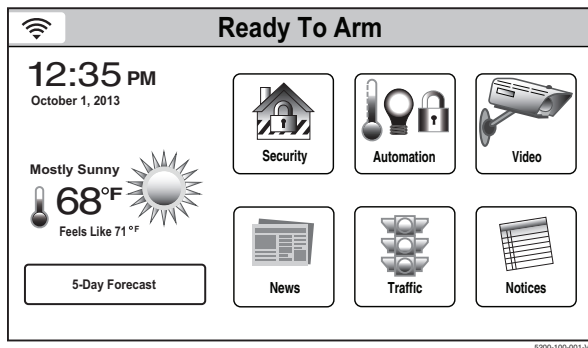 Ready To Arm
12:35 PM
October 1, 2013
Mostly Sunny
68°F
Feels Like 71°F
5-Day Forecast
Security
Automation
Video
News
Traffic
Notices